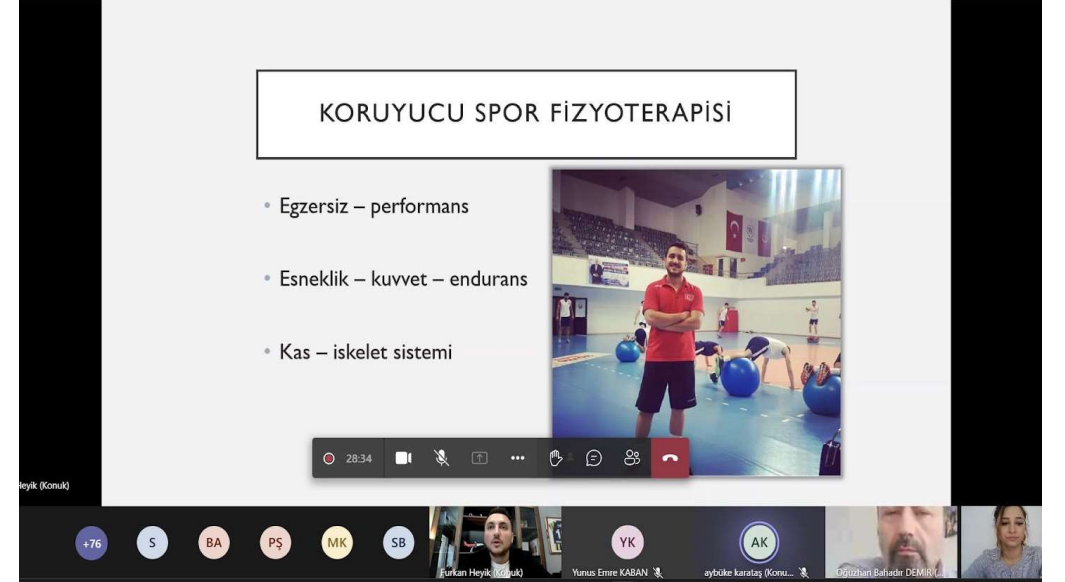 KORUYUCU SPOR FİZYOTERAPİSİ
• Egzersiz – performans
• Esneklik – kuvvet – endurans
• Kas – iskelet sistemi
28:34
Heyik (Konuk)
+76
S
BA
PŞ
MK
SB
YK
AK
Furkan Heyik (Konuk)
Yunus Emre KABAN
aybüke karataş (Konu...
Oğuzhan Bahadır DEMİR (...